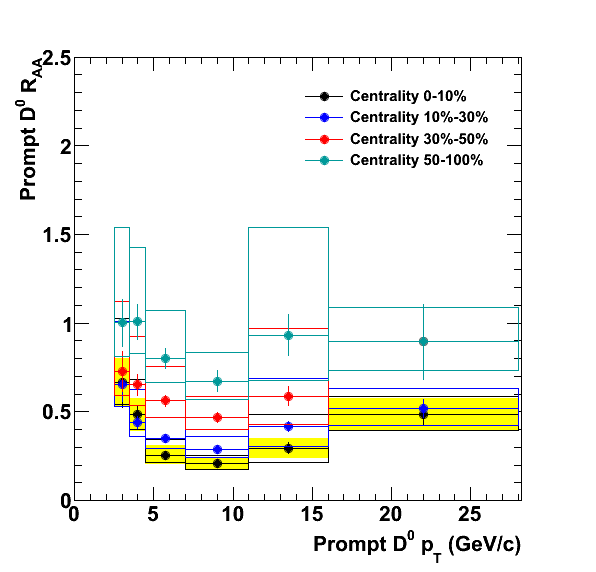 Prompt D⁰ R_AA
2.5
2
1.5
1
0.5
0
Centrality 0-10%
Centrality 10%-30%
Centrality 30%-50%
Centrality 50-100%
0
5
10
15
20
25
Prompt D⁰ p_T (GeV/c)